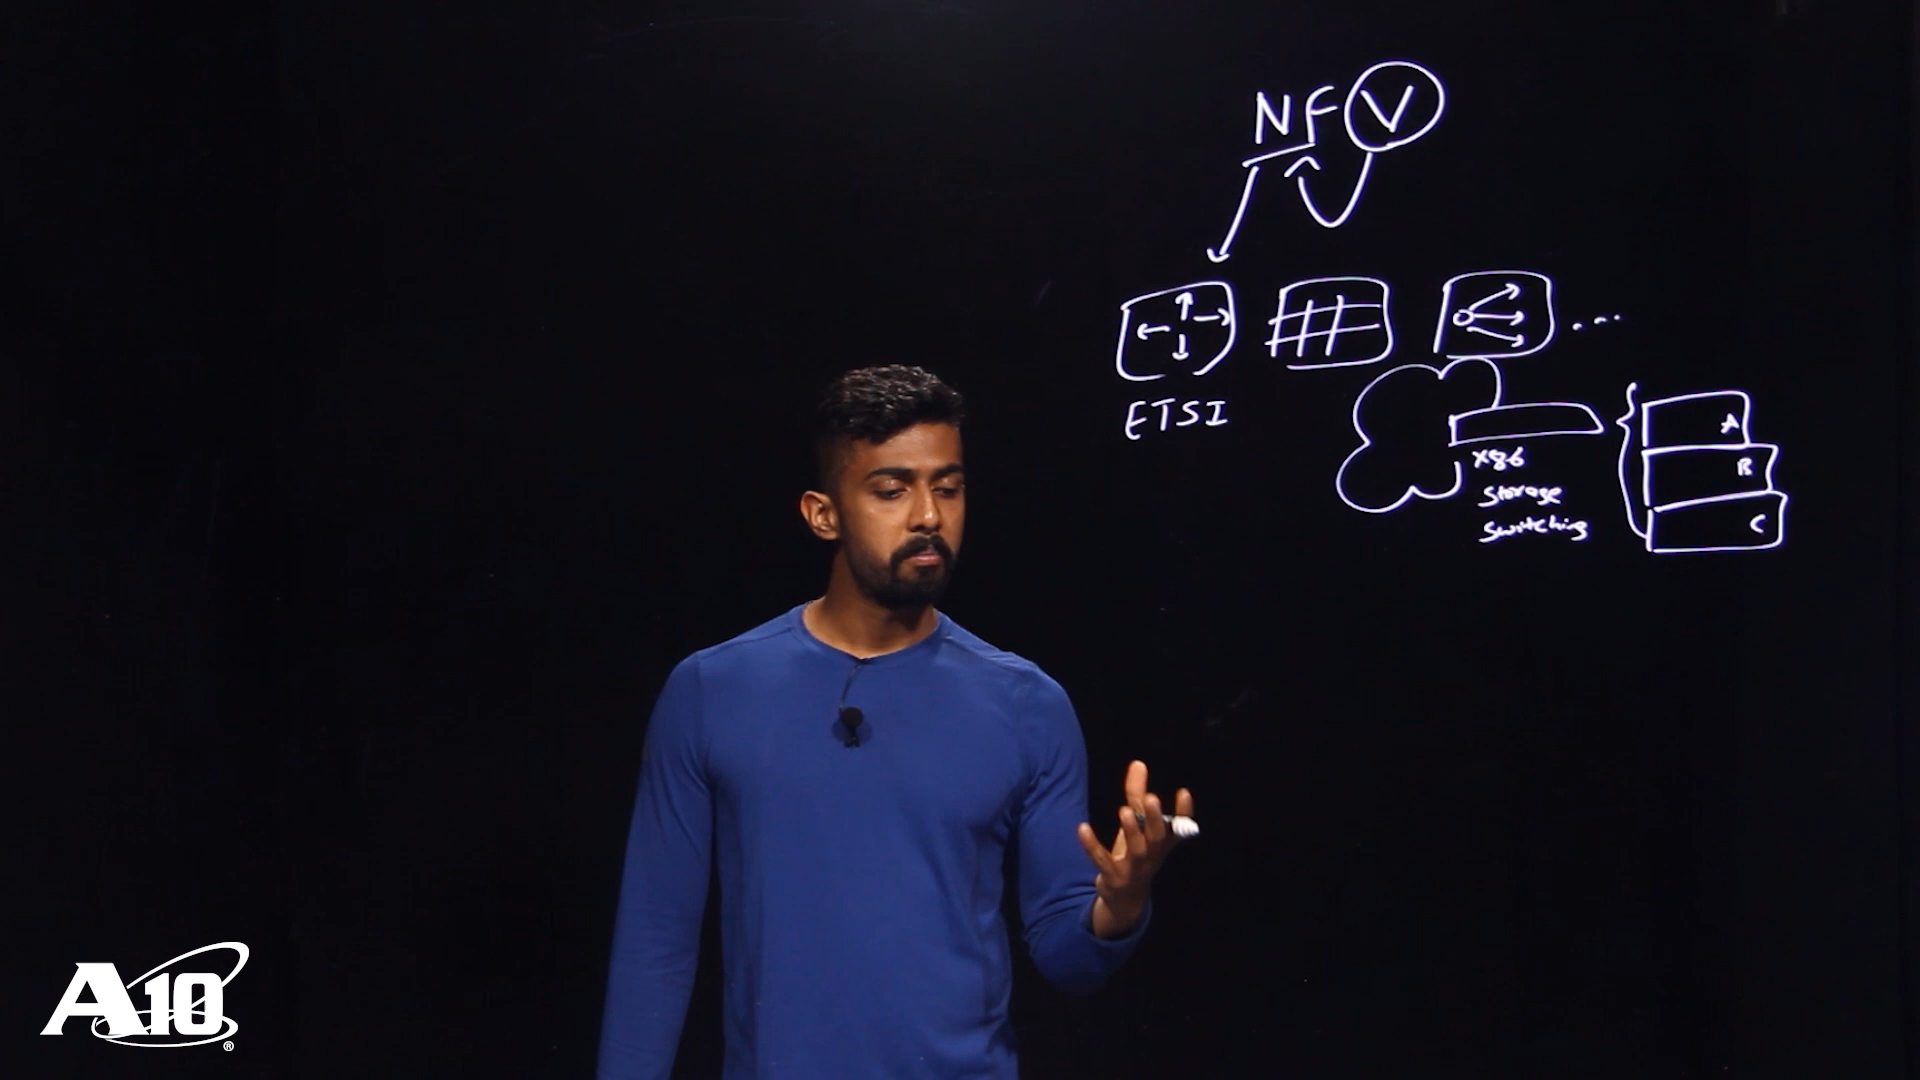 NFV
...
ETSI
x86
Storage
Switching
A
B
C
A10
®